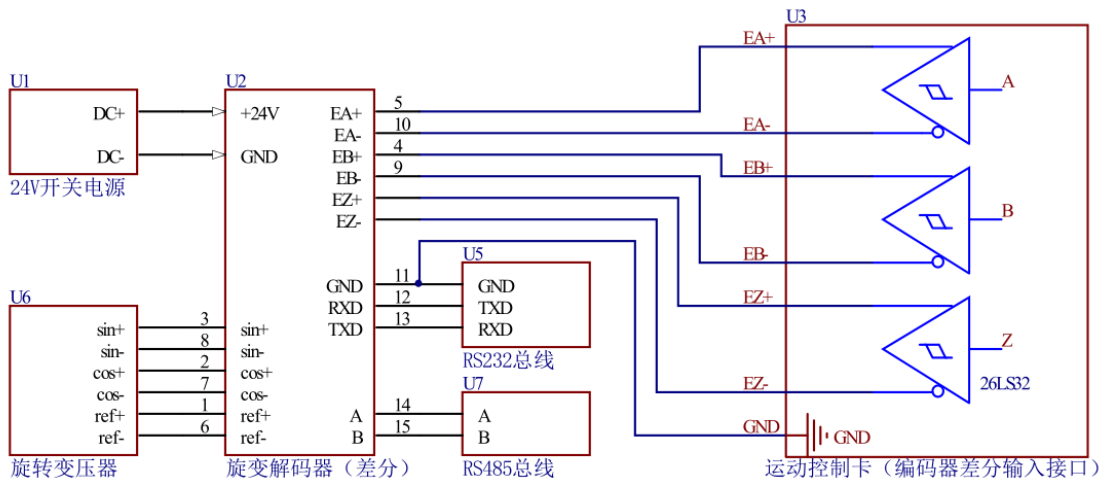 U1
DC+
DC-
24V开关电源
U2
+24V
GND
EA+
EA-
EB+
EB-
EZ+
EZ-
GND
RXD
TXD
A
B
sin+
sin-
cos+
cos-
ref+
ref-
旋变解码器（差分）
5
10
4
9
11
12
13
14
15
U6
sin+
sin-
cos+
cos-
ref+
ref-
旋转变压器
3
8
2
7
1
6
U5
GND
TXD
RXD
RS232总线
U7
A
B
RS485总线
U3
EA+
EA-
EB+
EB-
EZ+
EZ-
GND
A
B
Z
26LS32
GND
运动控制卡（编码器差分输入接口）